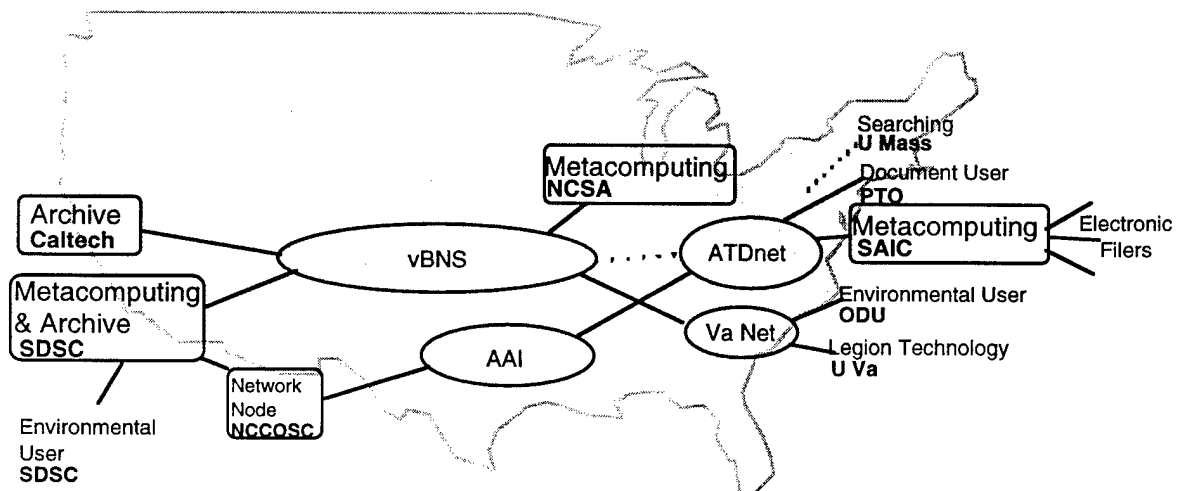 Searching
U Mass
Document User
PTO
Metacomputing
NCSA
Archive
Caltech
vBNS
ATDnet
Metacomputing
SAIC
Electronic
Filers
Metacomputing
& Archive
SDSC
Environmental User
ODU
Va Net
Legion Technology
U Va
AAI
Network
Node
NCCOSC
Environmental
User
SDSC